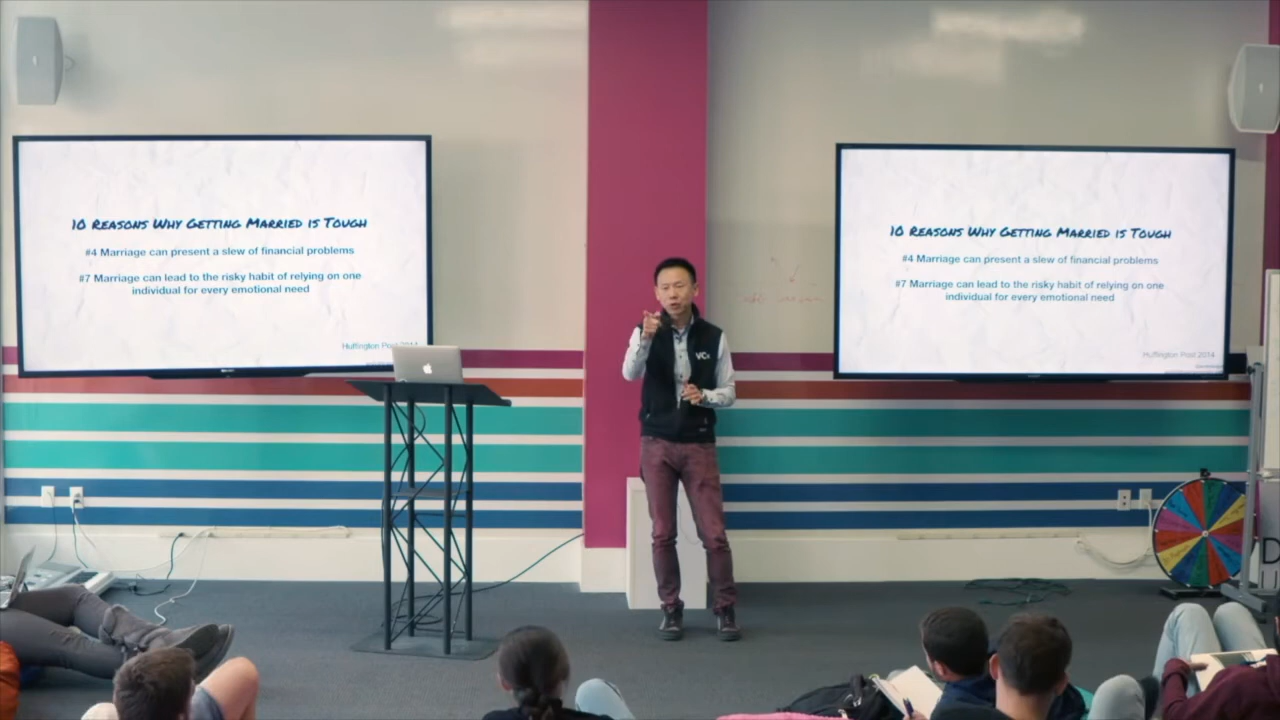 10 Reasons Why Getting Married is Tough
#4 Marriage can present a slew of financial problems
#7 Marriage can lead to the risky habit of relying on one
individual for every emotional need
Huffington Post
10 Reasons Why Getting Married is Tough
#4 Marriage can present a slew of financial problems
#7 Marriage can lead to the risky habit of relying on one
individual for every emotional need
Huffington Post 2014
VC
D